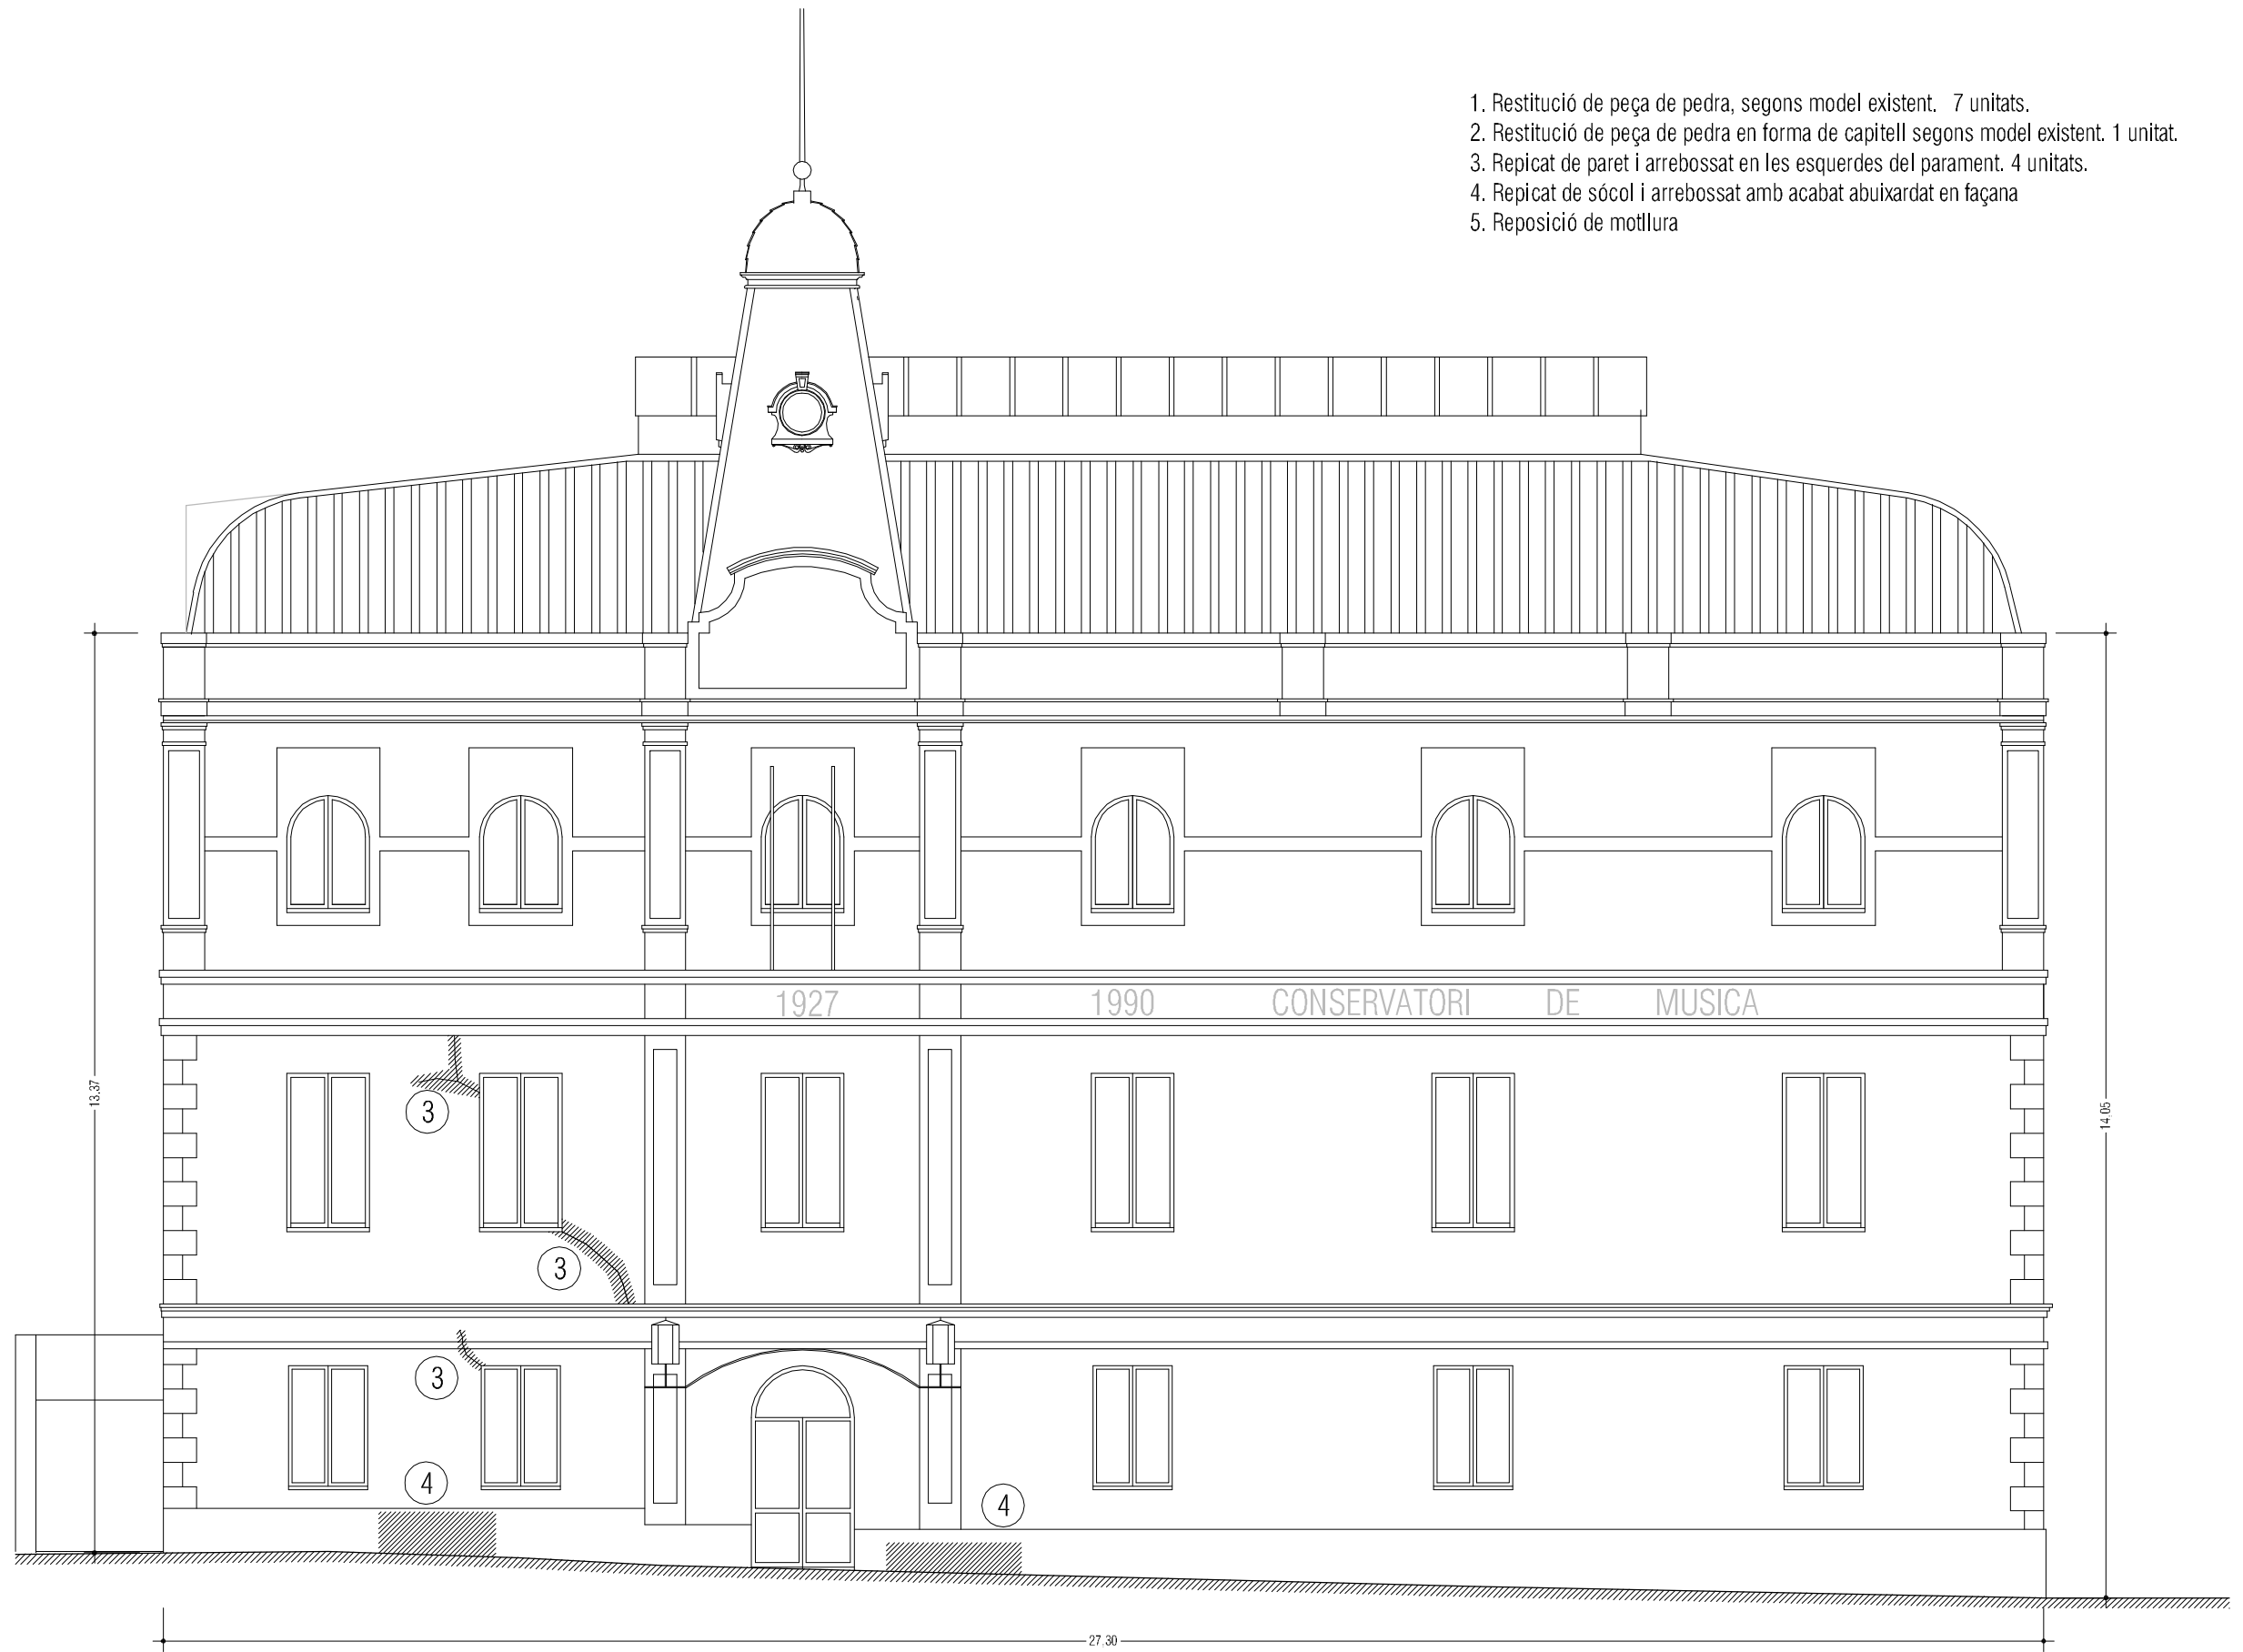 1. Restitució de peça de pedra, segons model existent. 7 unitats.
2. Restitució de peça de pedra en forma de capitell segons model existent. 1 unitat.
3. Repicat de paret i arrebossat en les esquerdes del parament. 4 unitats.
4. Repicat de sócol i arrebossat amb acabat abuixardat en façana
5. Reposició de motllura
1927 1990 CONSERVATORI DE MUSICA
13.37
3
14.05
3
3
4
4
27.30